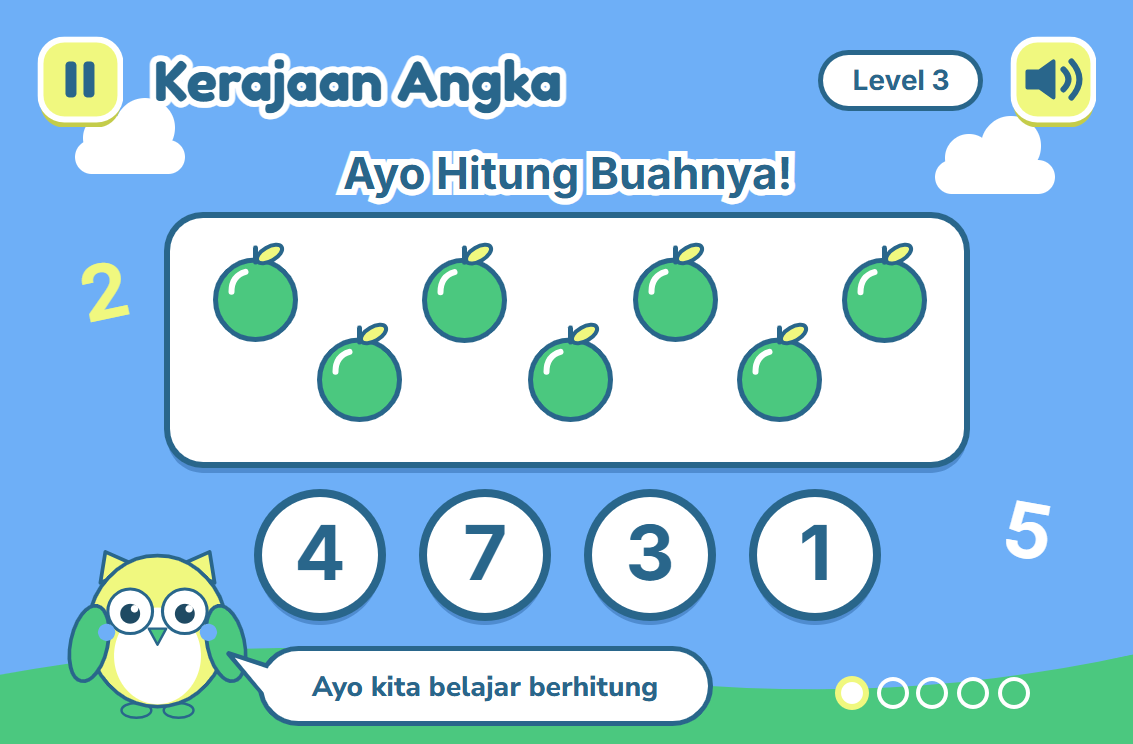 Kerajaan Angka
Level 3
Ayo Hitung Buahnya!
2
4 7 3 1
5
Ayo kita belajar berhitung